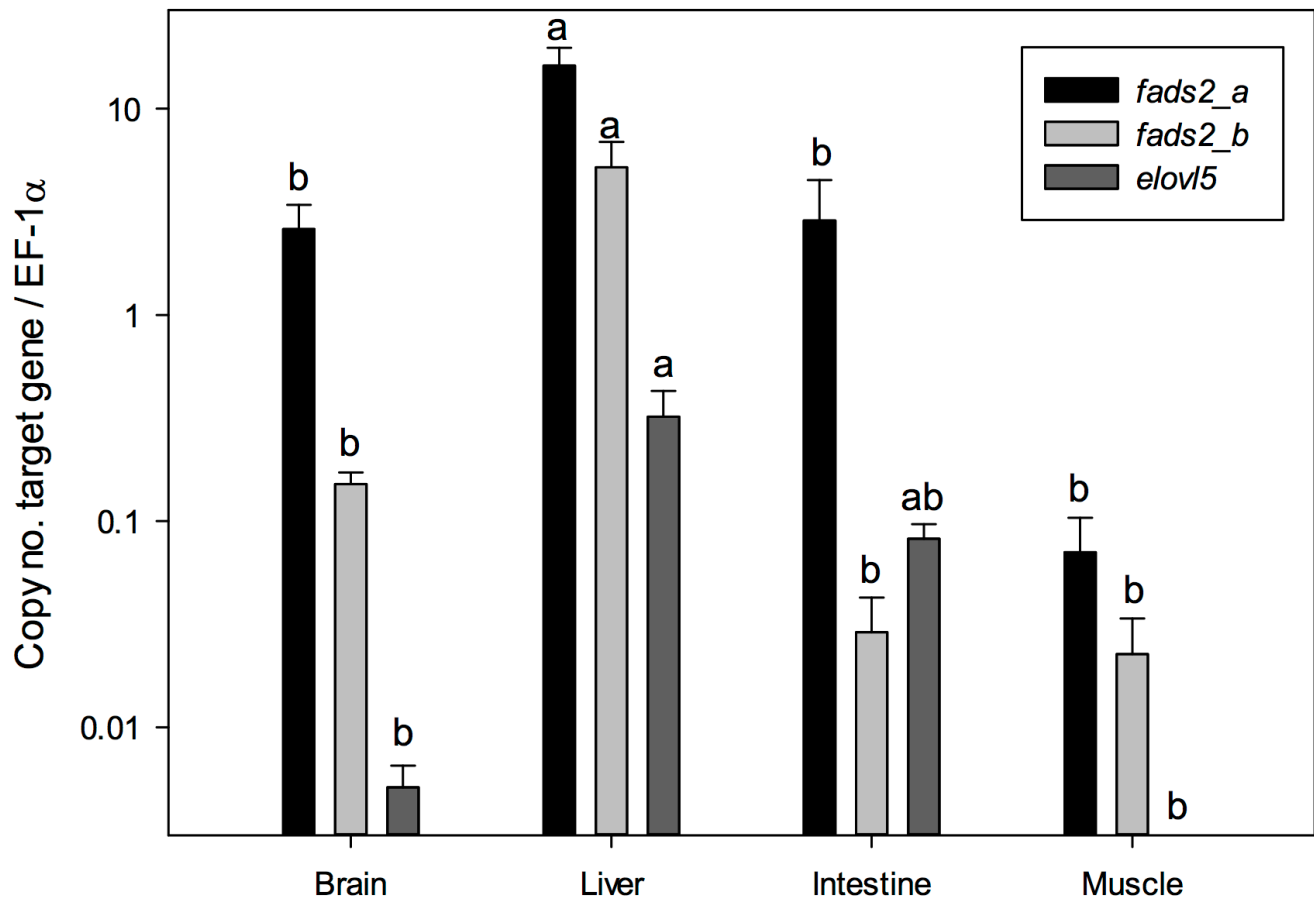 Copy no. target gene / EF-1α
10
1
0.1
0.01
fads2_a
fads2_b
elovl5
b
b
b
a
a
a
b
b
ab
b
b
b
Brain
Liver
Intestine
Muscle